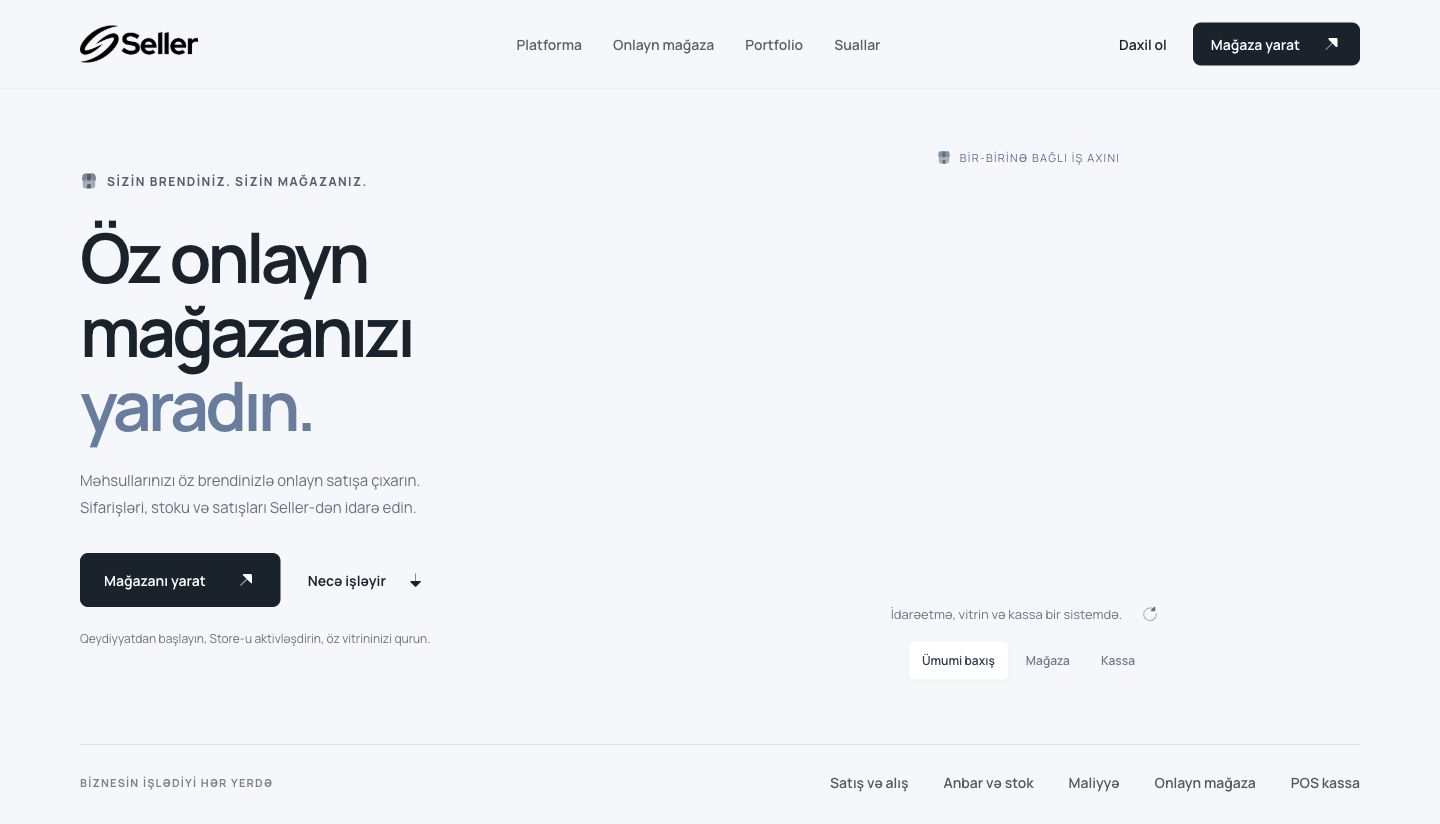 Seller
Platforma
Onlayn mağaza
Portfolio
Suallar
Daxil ol
Mağaza yarat
SİZİN BRENDİNİZ. SİZİN MAĞAZANIZ.
Öz onlayn
mağazanızı
yaradın.
Məhsullarınızı öz brendinizlə onlayn satışa çıxarın.
Sifarişləri, stoku və satışları Seller-dən idarə edin.
Mağazanı yarat
Necə işləyir
Qeydiyyatdan başlayın, Store-u aktivləşdirin, öz vitrininizi qurun.
BİR-BİRİNƏ BAĞLI İŞ AXINI
İdarəetmə, vitrin və kassa bir sistemdə.
Ümumi baxış
Mağaza
Kassa
BİZNESİN İŞLƏDİYİ HƏR YERDƏ
Satış və alış
Anbar və stok
Maliyyə
Onlayn mağaza
POS kassa